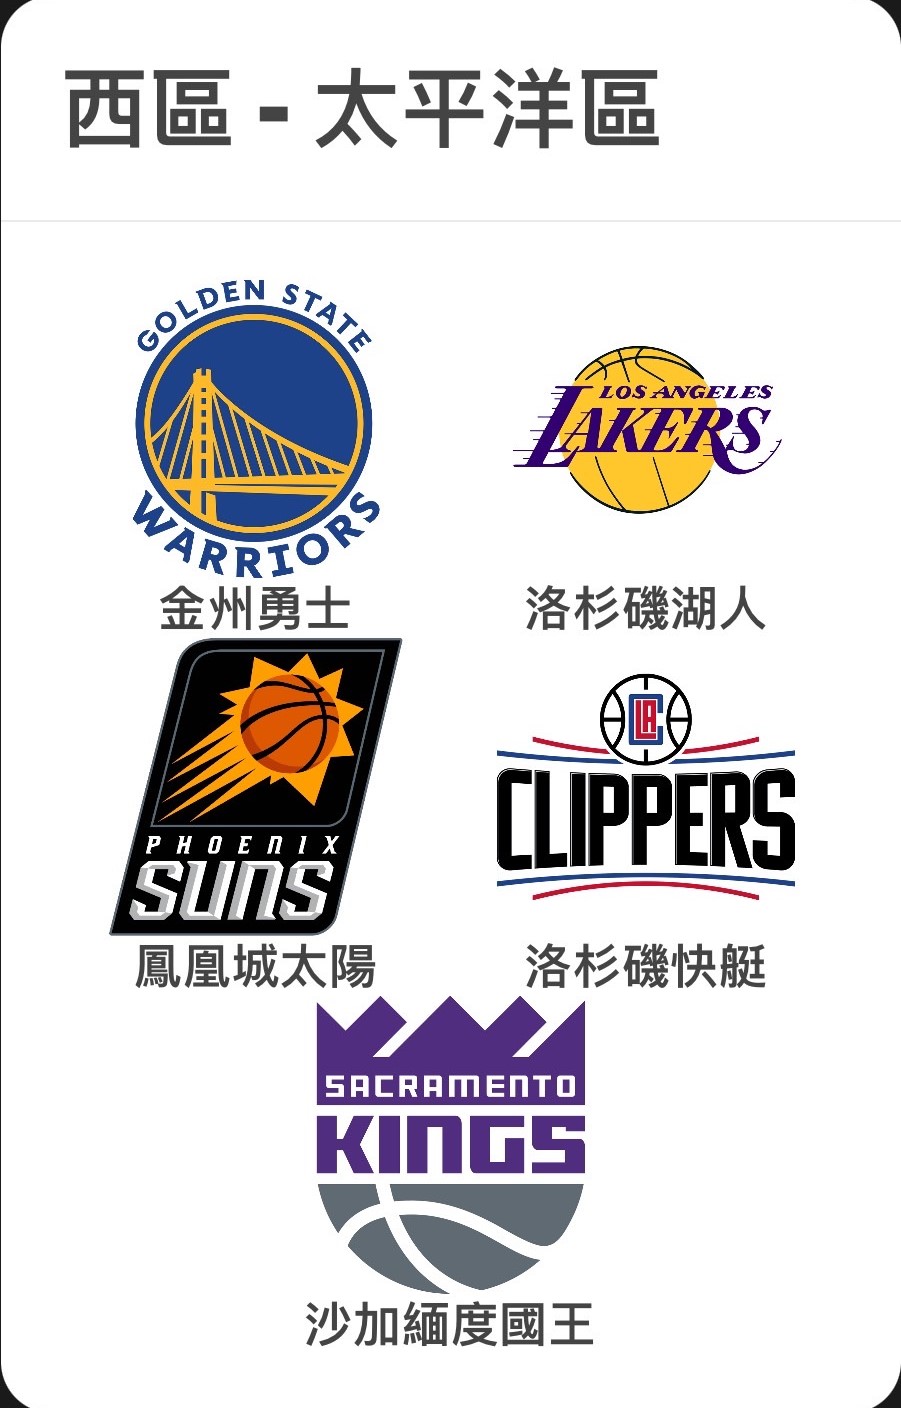 西區 - 太平洋區
GOLDEN STATE
WARRIORS
金州勇士
LOS ANGELES
LAKERS
洛杉磯湖人
PHOENIX
SUNS
鳳凰城太陽
LA
CLIPPERS
洛杉磯快艇
SACRAMENTO
KINGS
沙加緬度國王